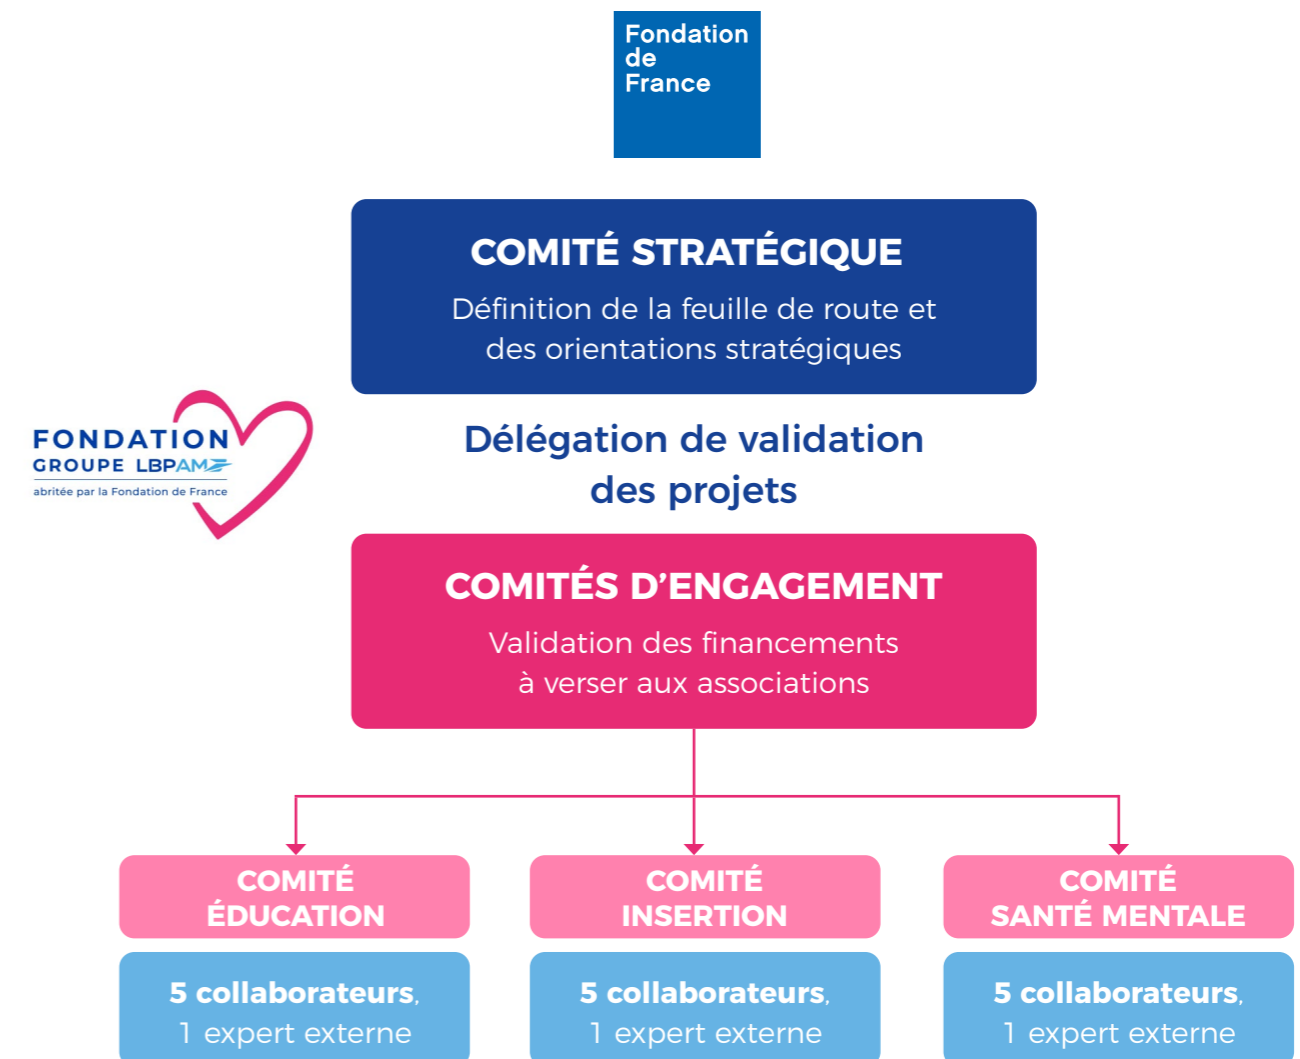 Fondation
de
France
COMITÉ STRATÉGIQUE
Définition de la feuille de route et
des orientations stratégiques
FONDATION
GROUPE LBPAM
abritée par la Fondation de France
Délégation de validation
des projets
COMITÉS D’ENGAGEMENT
Validation des financements
à verser aux associations
COMITÉ
ÉDUCATION
5 collaborateurs,
1 expert externe
COMITÉ
INSERTION
5 collaborateurs,
1 expert externe
COMITÉ
SANTÉ MENTALE
5 collaborateurs,
1 expert externe